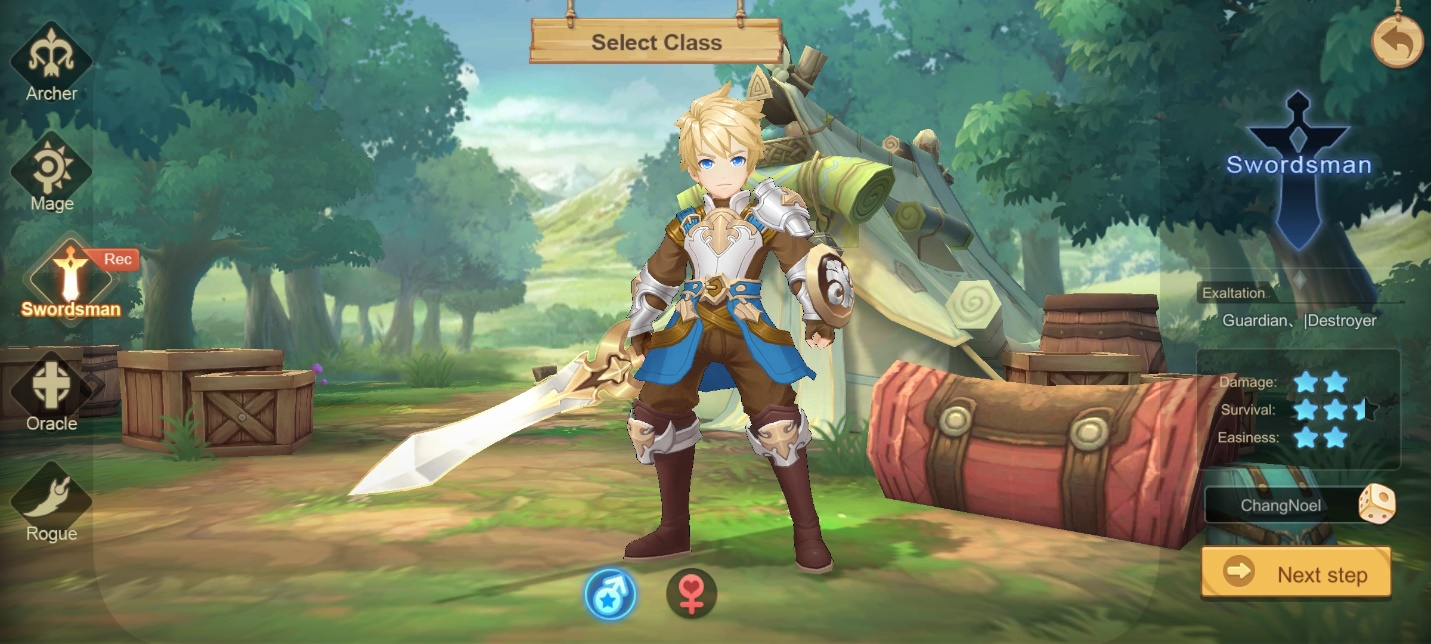 Select Class
Archer
Mage
Rec
Swordsman
Oracle
Rogue
Swordsman
Exaltation
Guardian、|Destroyer
Damage:
Survival:
Easiness:
ChangNoel
Next step